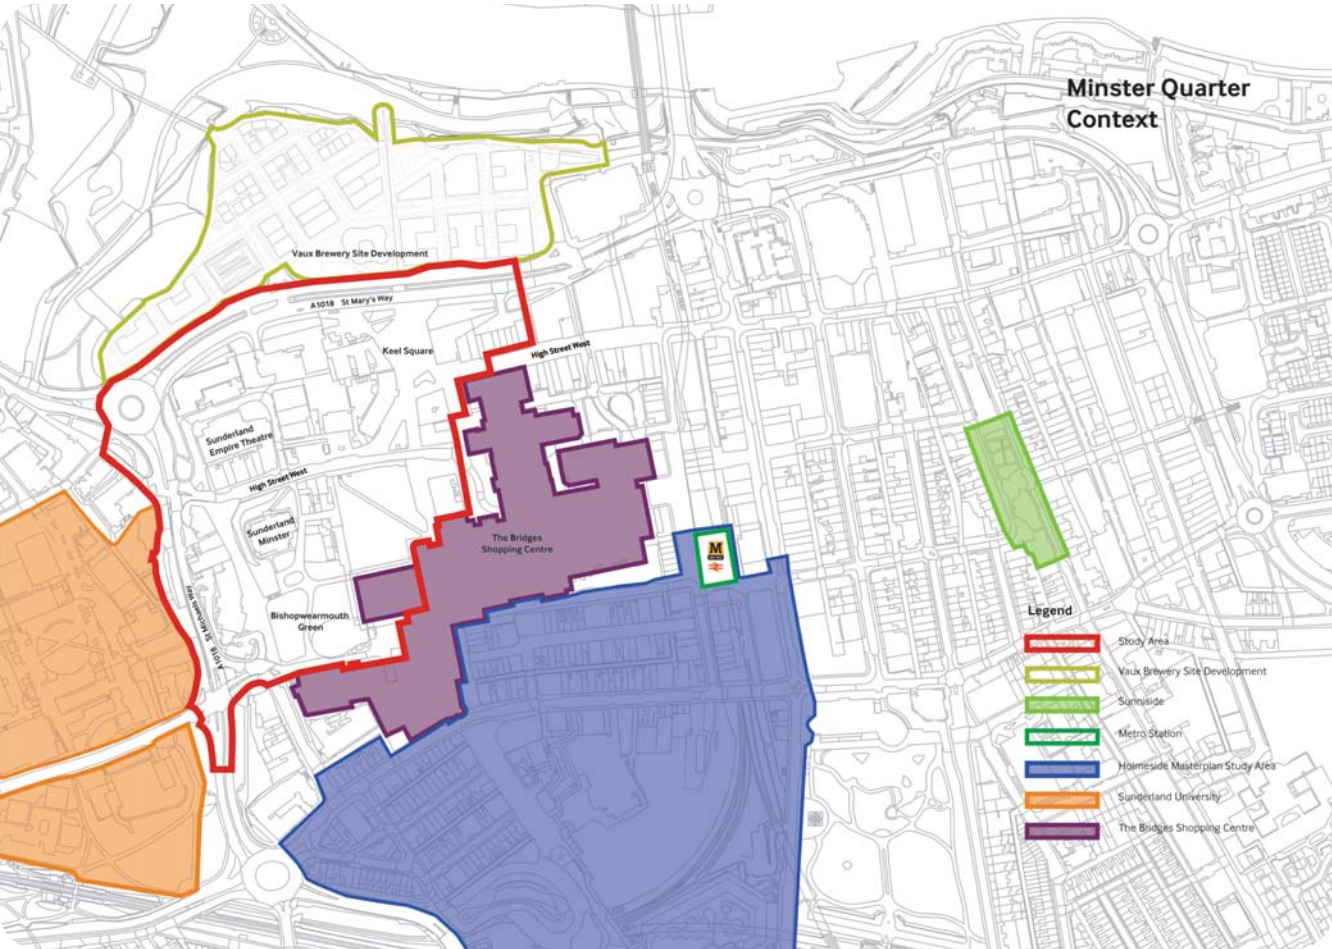 Minster Quarter
Context
Vaux Brewery Site Development
A1018 St Mary's Way
Keel Square
High Street West
Sunderland
Empire Theatre
High Street West
Sunderland
Minster
The Bridges
Shopping Centre
M
Bishopwearmouth
Green
A1018 St Michaels Way
Legend
Study Area
Vaux Brewery Site Development
Sunniside
Metro Station
Holmeside Masterplan Study Area
Sunderland University
The Bridges Shopping Centre